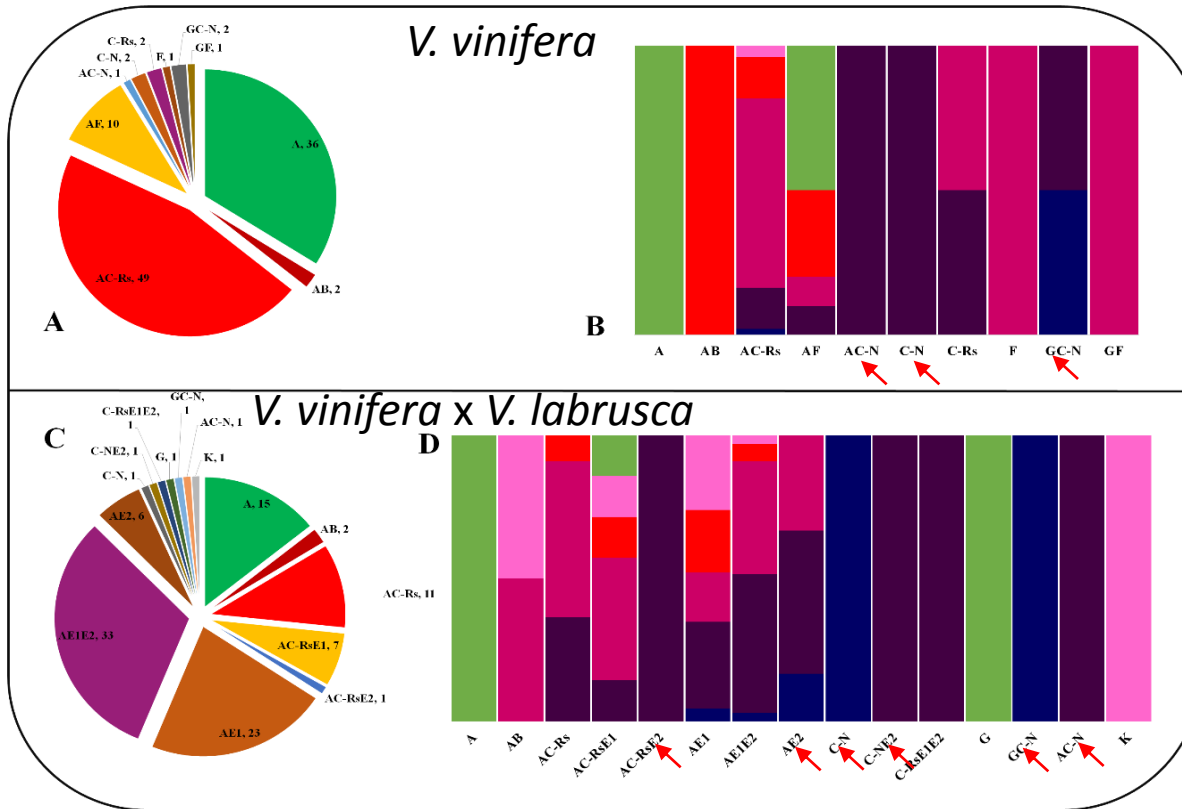 V. vinifera
GC-N, 2
C-Rs, 2
F, 1
GF, 1
C-N, 2
AC-N, 1
AF, 10
A, 36
AC-Rs, 49
AB, 2
A
B
A AB AC-Rs AF AC-N C-N C-Rs F GC-N GF
V. vinifera x V. labrusca
C
GC-N, 1
C-RsE1E2, 1
AC-N, 1
C-NE2, 1
G, 1
K, 1
C-N, 1
AE2, 6
A, 15
AB, 2
AC-Rs, 11
AE1E2, 33
AC-RsE1, 7
AC-RsE2, 1
AE1, 23
D
A AB AC-Rs AC-RsE1 AC-RsE2 AE1 AE1E2 AE2 C-N C-NE2 C-RsE1E2 G GC-N AC-N K